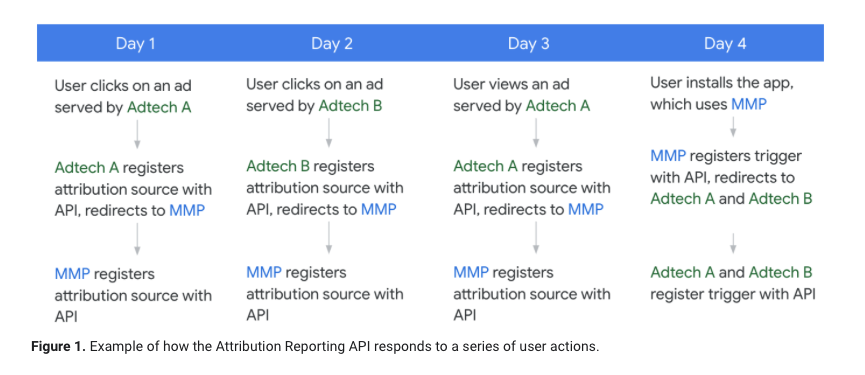 Day 1
User clicks on an ad
served by Adtech A
Adtech A registers
attribution source with
API, redirects to MMP
MMP registers
attribution source with
API
Day 2
User clicks on an ad
served by Adtech B
Adtech B registers
attribution source with
API, redirects to MMP
MMP registers
attribution source with
API
Day 3
User views an ad
served by Adtech A
Adtech A registers
attribution source with
API, redirects to MMP
MMP registers
attribution source with
API
Day 4
User installs the app,
which uses MMP
MMP registers trigger
with API, redirects to
Adtech A and Adtech B
Adtech A and Adtech B
register trigger with API
Figure 1. Example of how the Attribution Reporting API responds to a series of user actions.